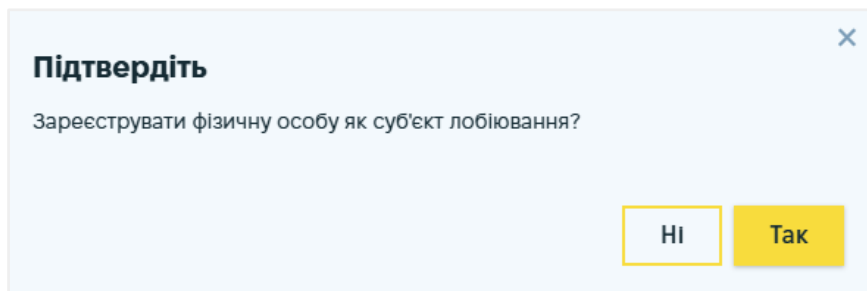 Підтвердіть
Зареєструвати фізичну особу як суб'єкт лобіювання?
Ні
Так